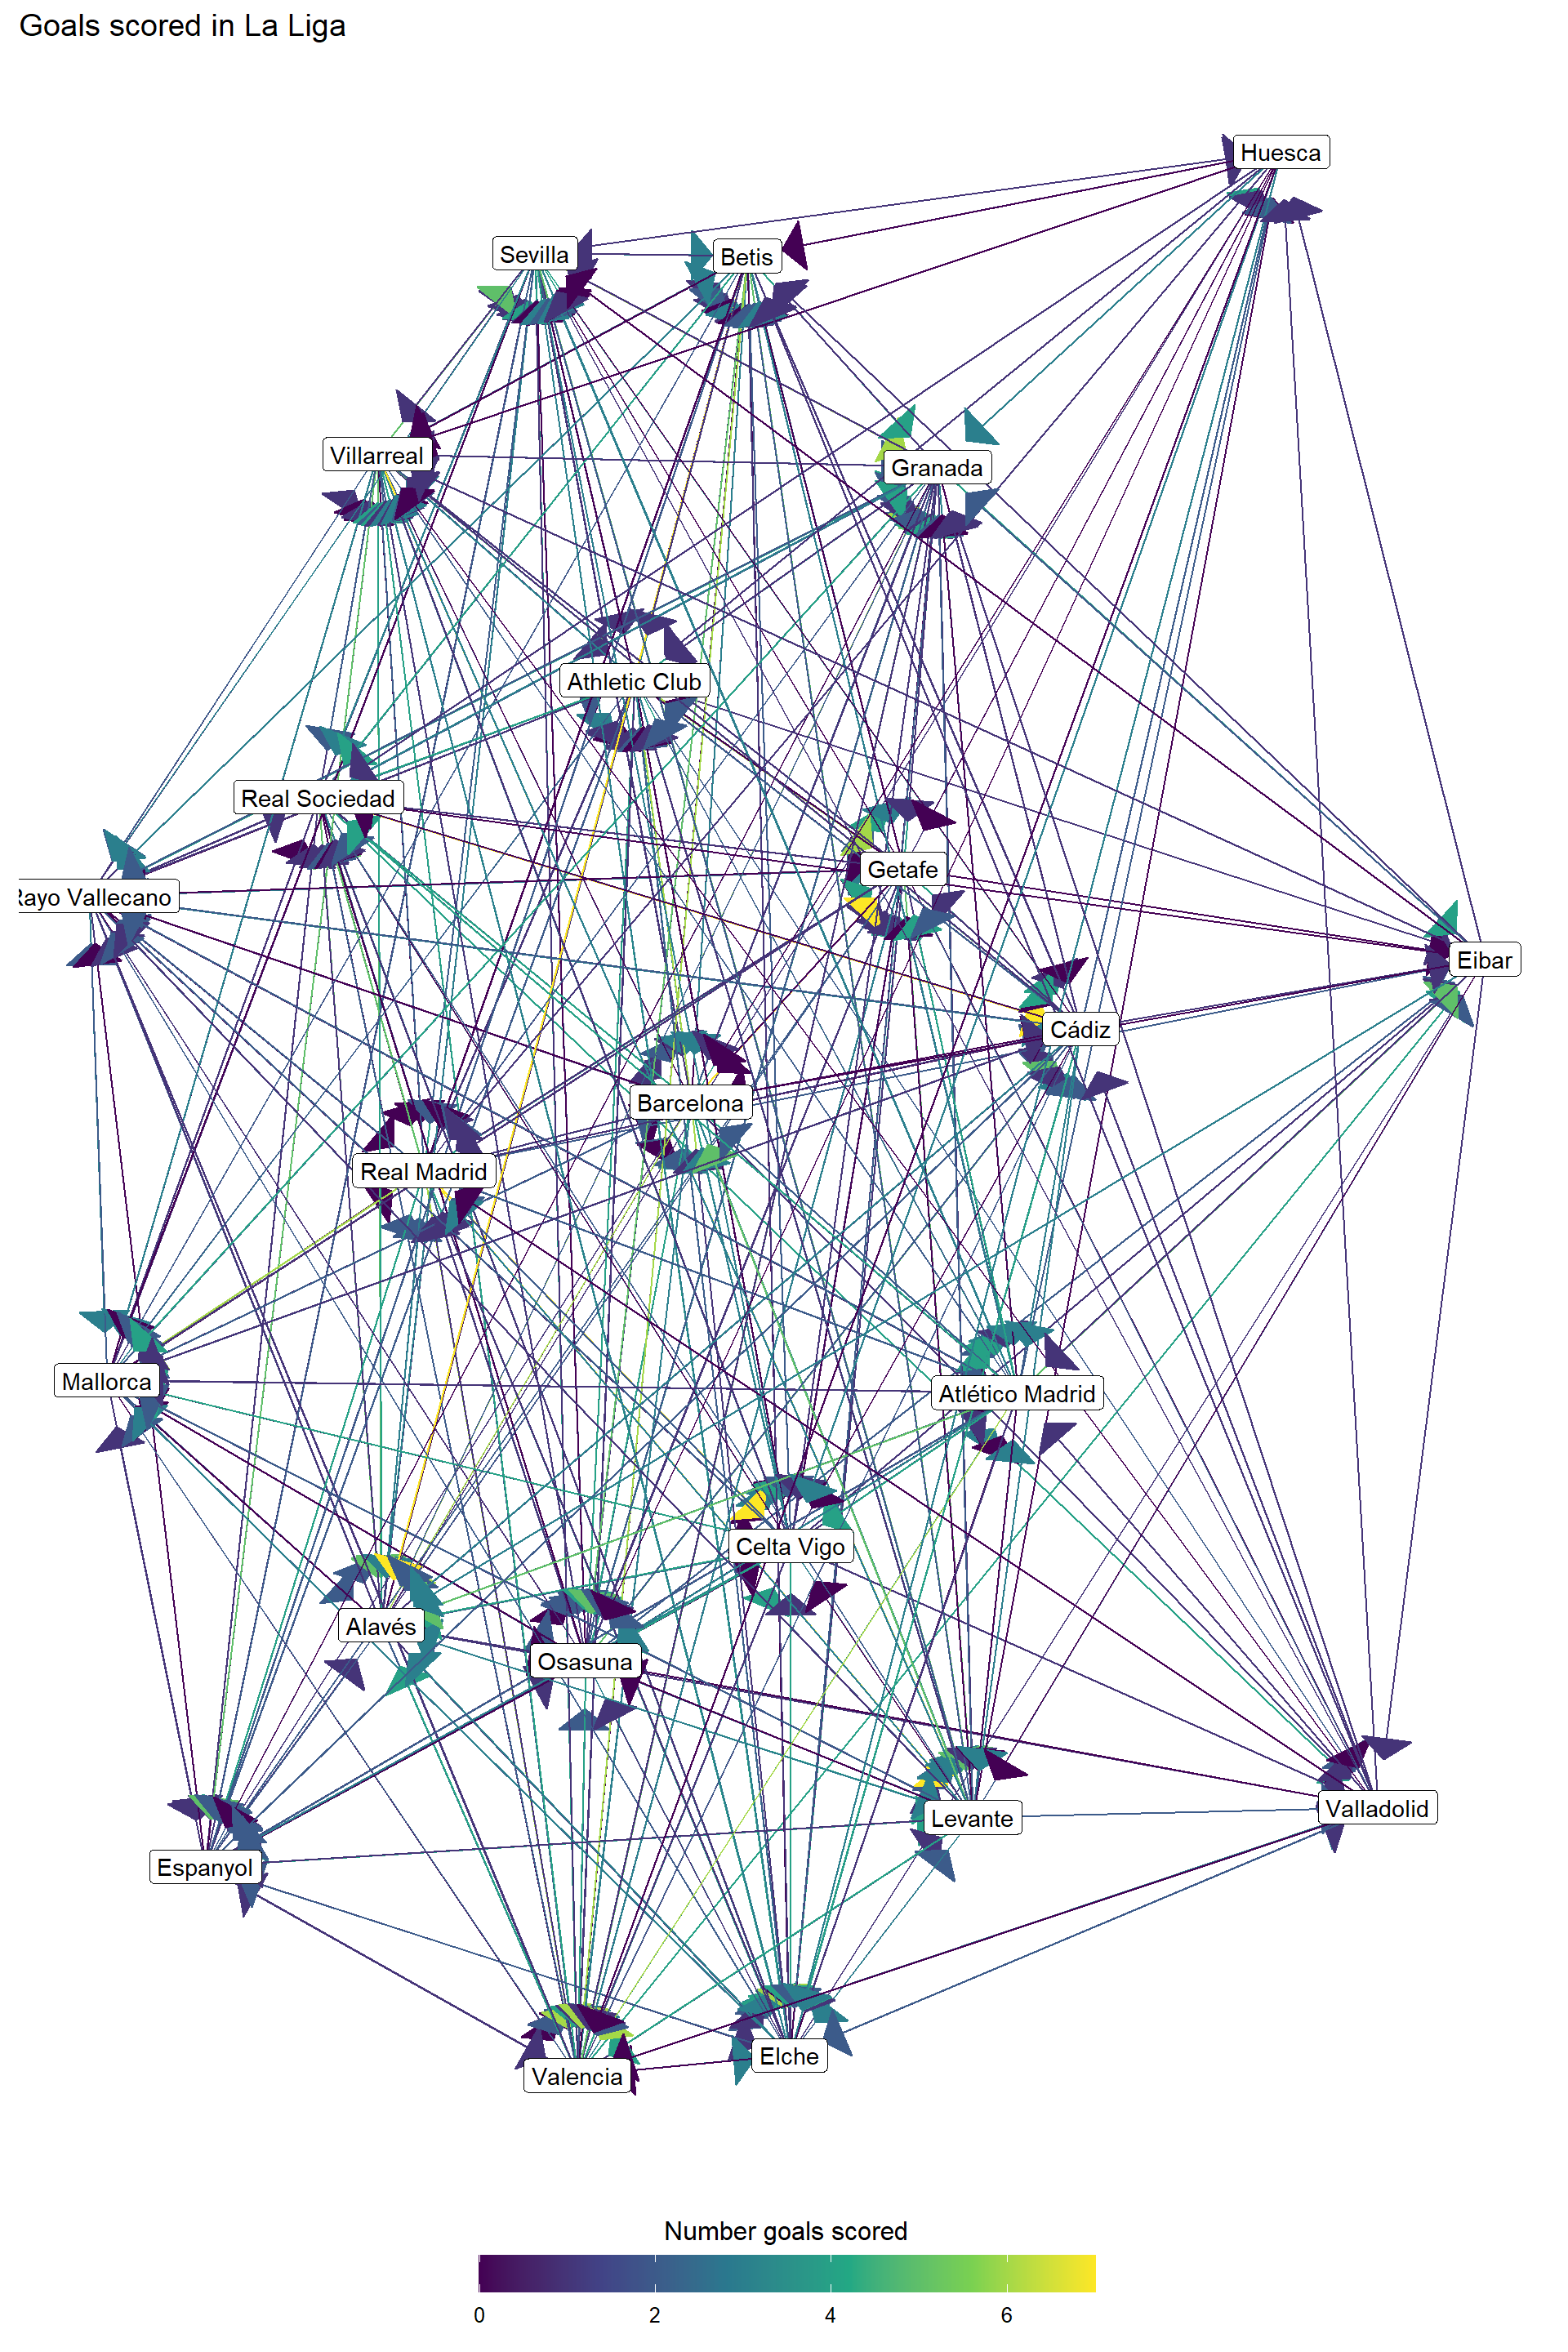 Goals scored in La Liga
Huesca
Sevilla
Betis
Villarreal
Granada
Athletic Club
Real Sociedad
Getafe
ayo Vallecano
Eibar
Cádiz
Barcelona
Real Madrid
Mallorca
Atlético Madrid
Celta Vigo
Alavés
Osasuna
Valladolid
Levante
Espanyol
Elche
Valencia
Number goals scored
0 2 4 6